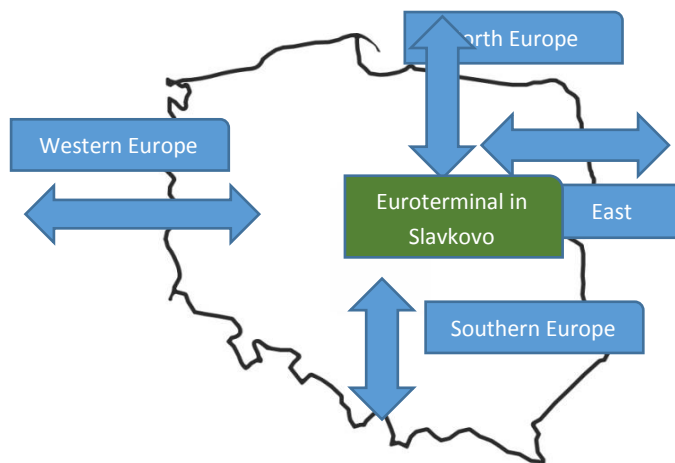 orth Europe
Western Europe
Euroterminal in
Slavkovo
East
Southern Europe